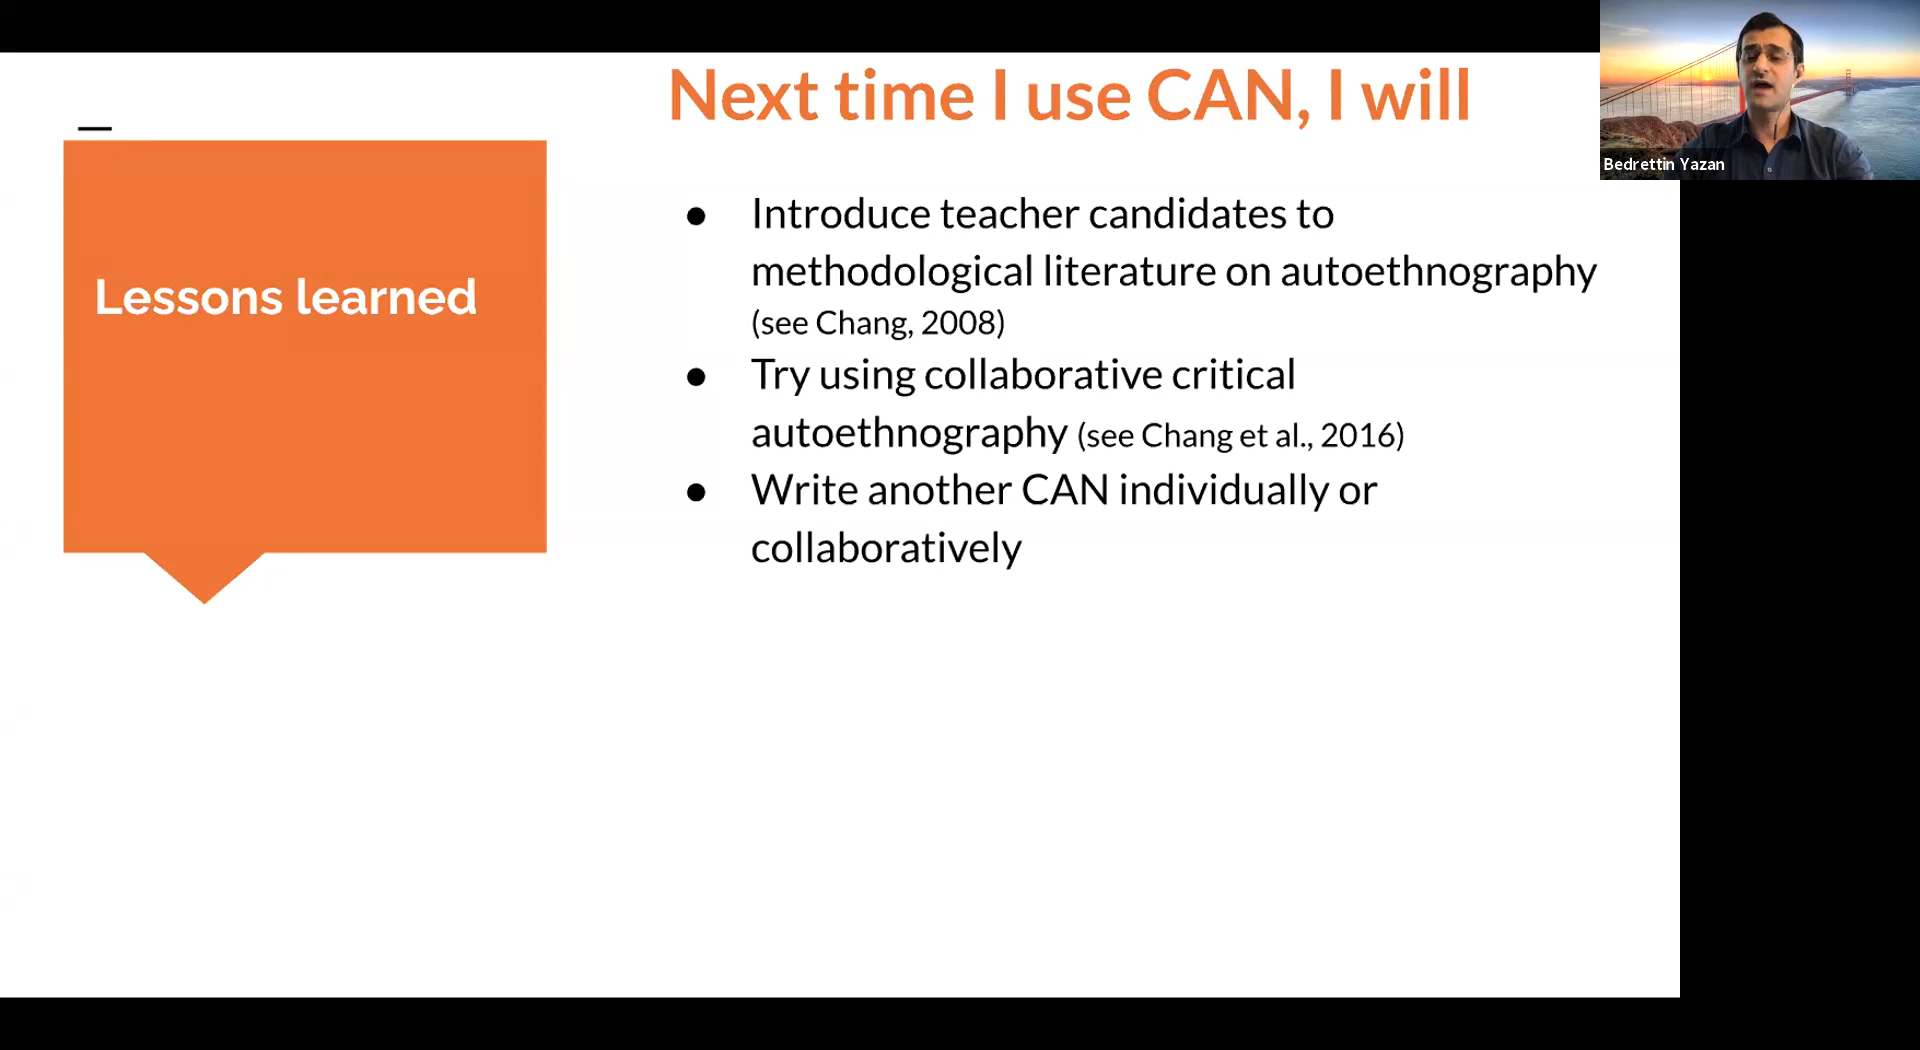 Next time I use CAN, I will
Lessons learned
● Introduce teacher candidates to
methodological literature on autoethnography
(see Chang, 2008)
● Try using collaborative critical
autoethnography (see Chang et al., 2016)
● Write another CAN individually or
collaboratively
Bedrettin Yazan